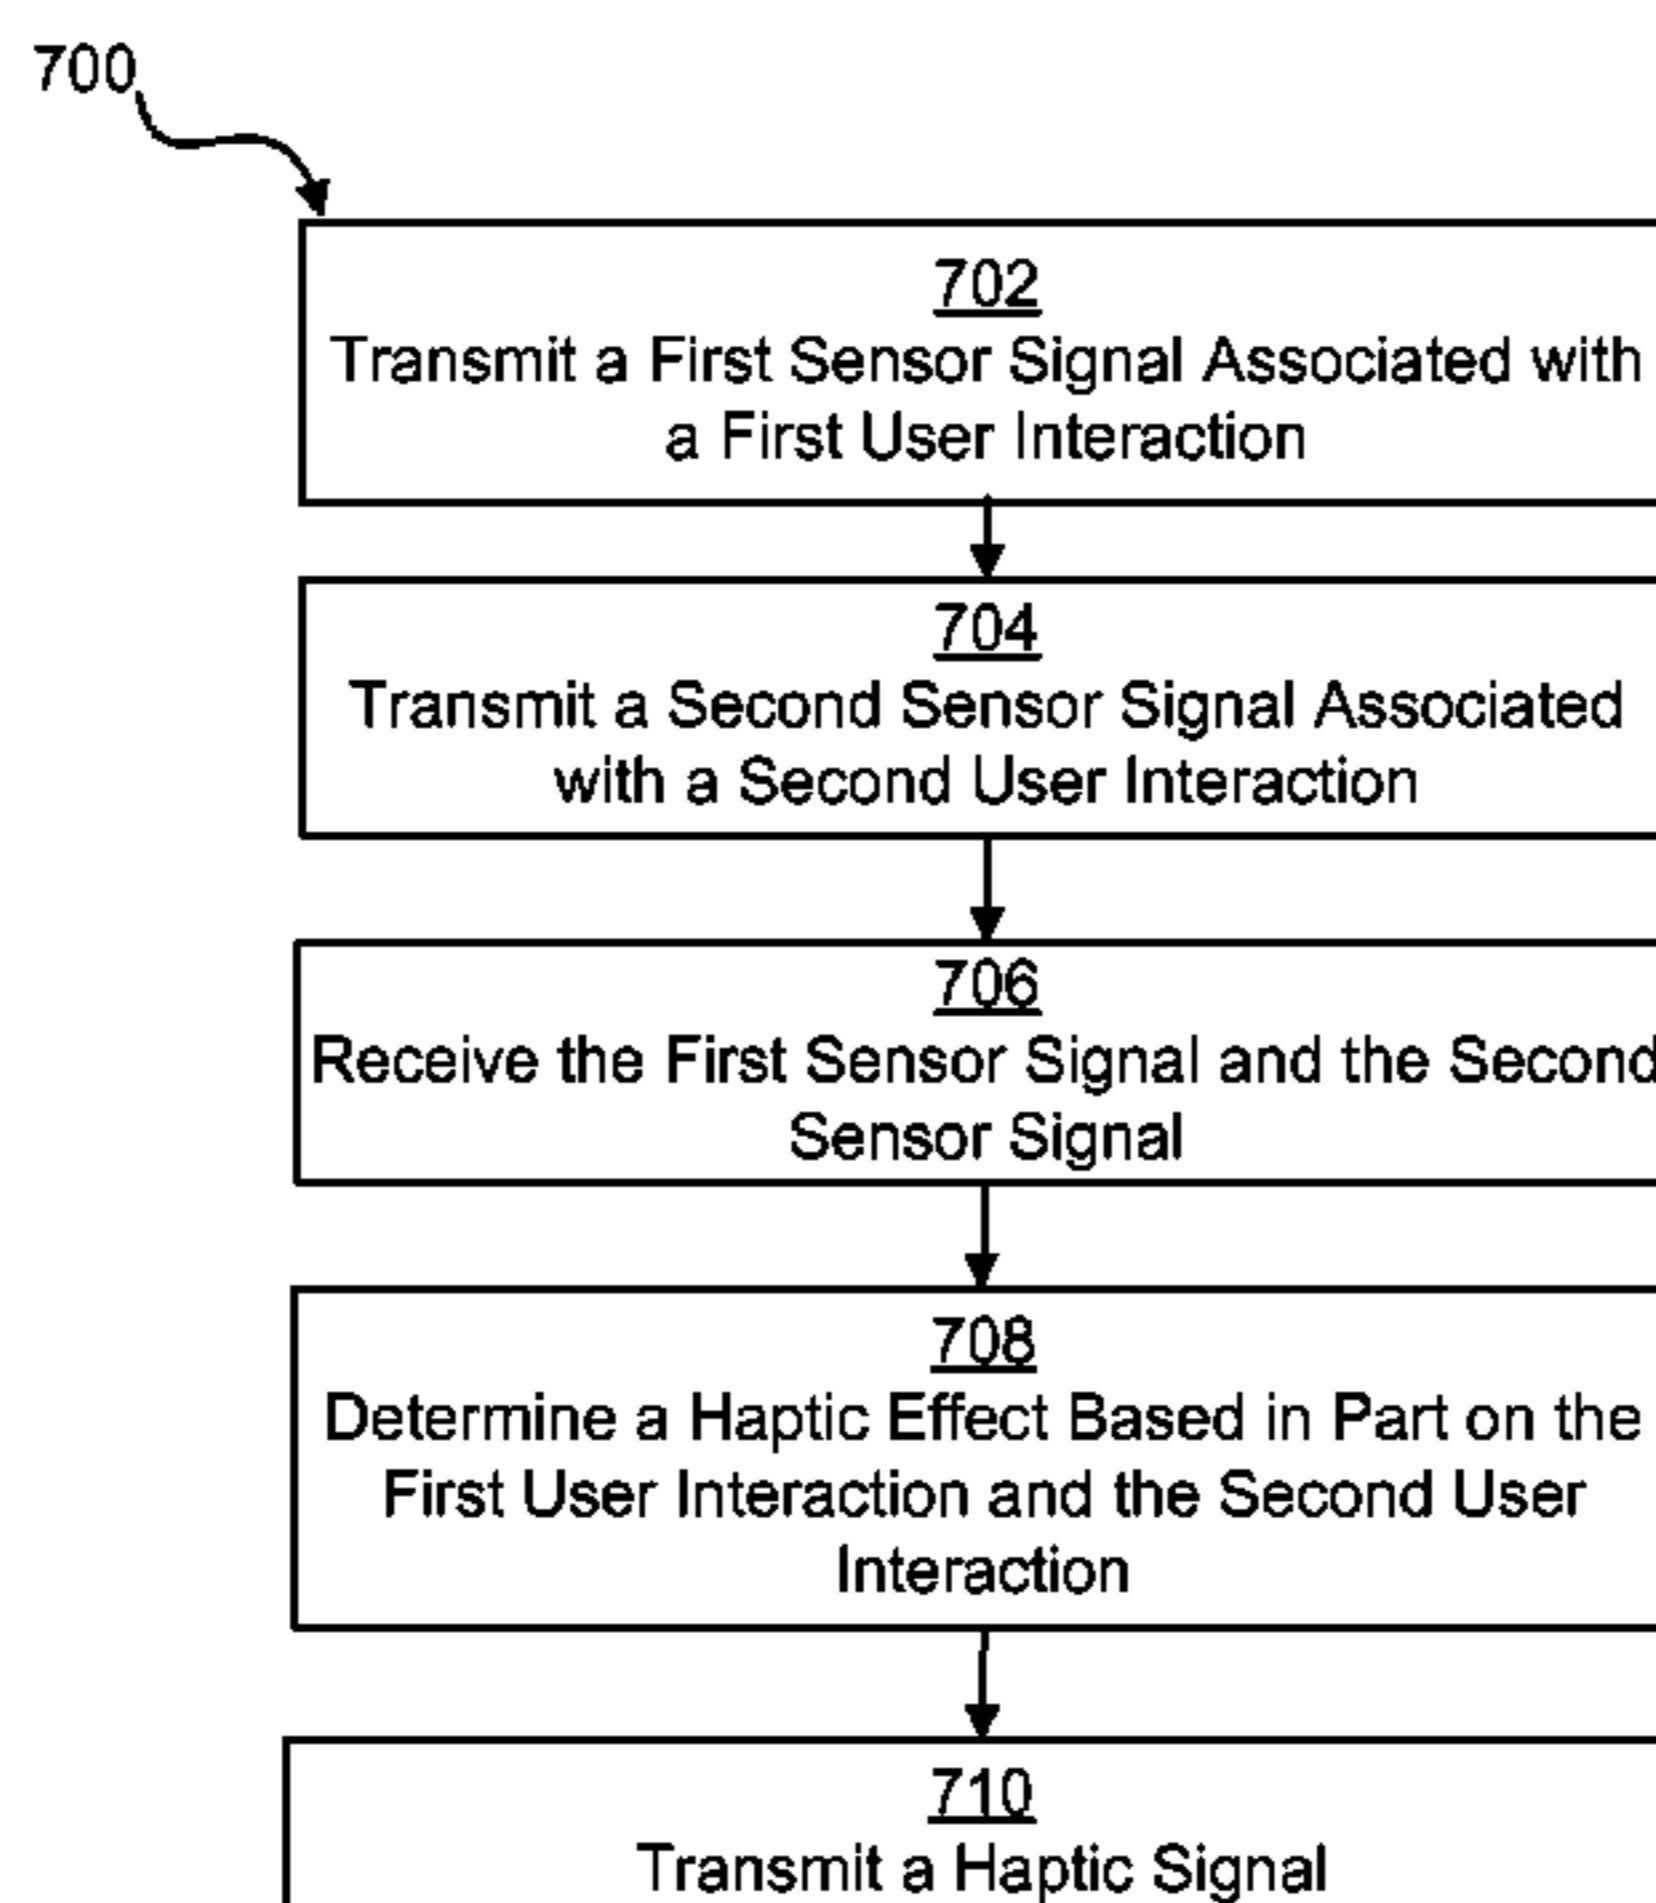 700
702
Transmit a First Sensor Signal Associated with
a First User Interaction
704
Transmit a Second Sensor Signal Associated
with a Second User Interaction
706
Receive the First Sensor Signal and the Second
Sensor Signal
708
Determine a Haptic Effect Based in Part on the
First User Interaction and the Second User
Interaction
710
Transmit a Haptic Signal